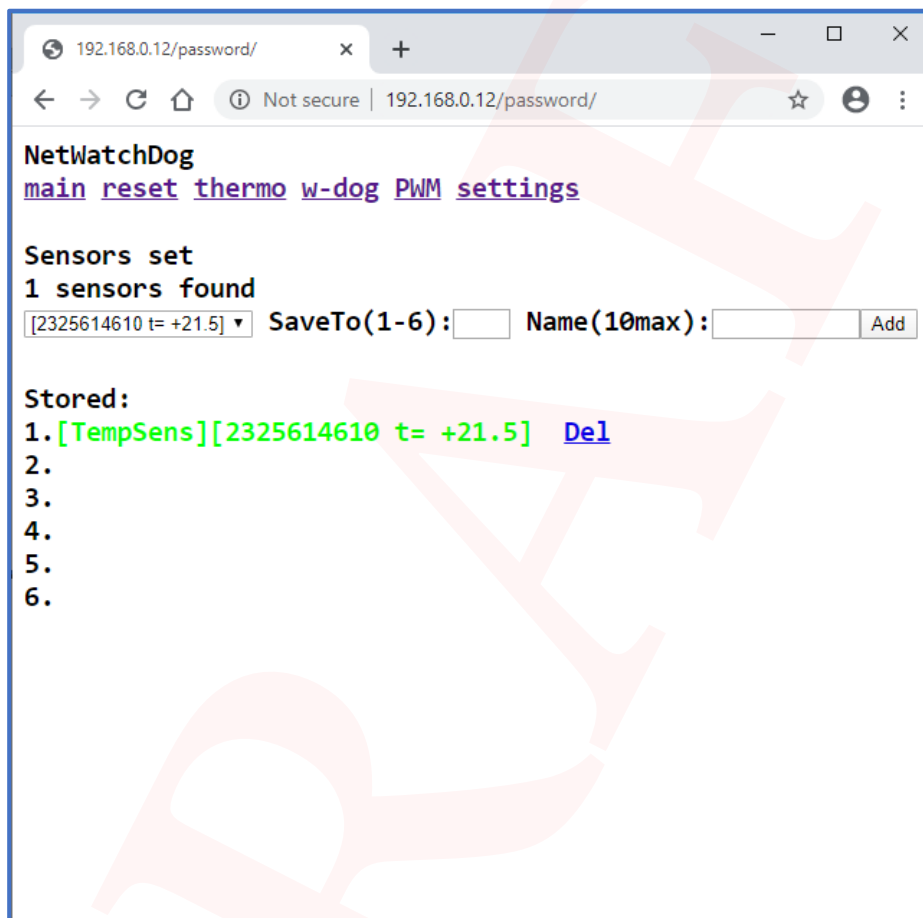 192.168.0.12/password/
Not secure | 192.168.0.12/password/
NetWatchDog
main reset thermo w-dog PWM settings
Sensors set
1 sensors found
[2325614610 t= +21.5] SaveTo(1-6): Name(10max): Add
Stored:
1.[TempSens][2325614610 t= +21.5] Del
2.
3.
4.
5.
6.